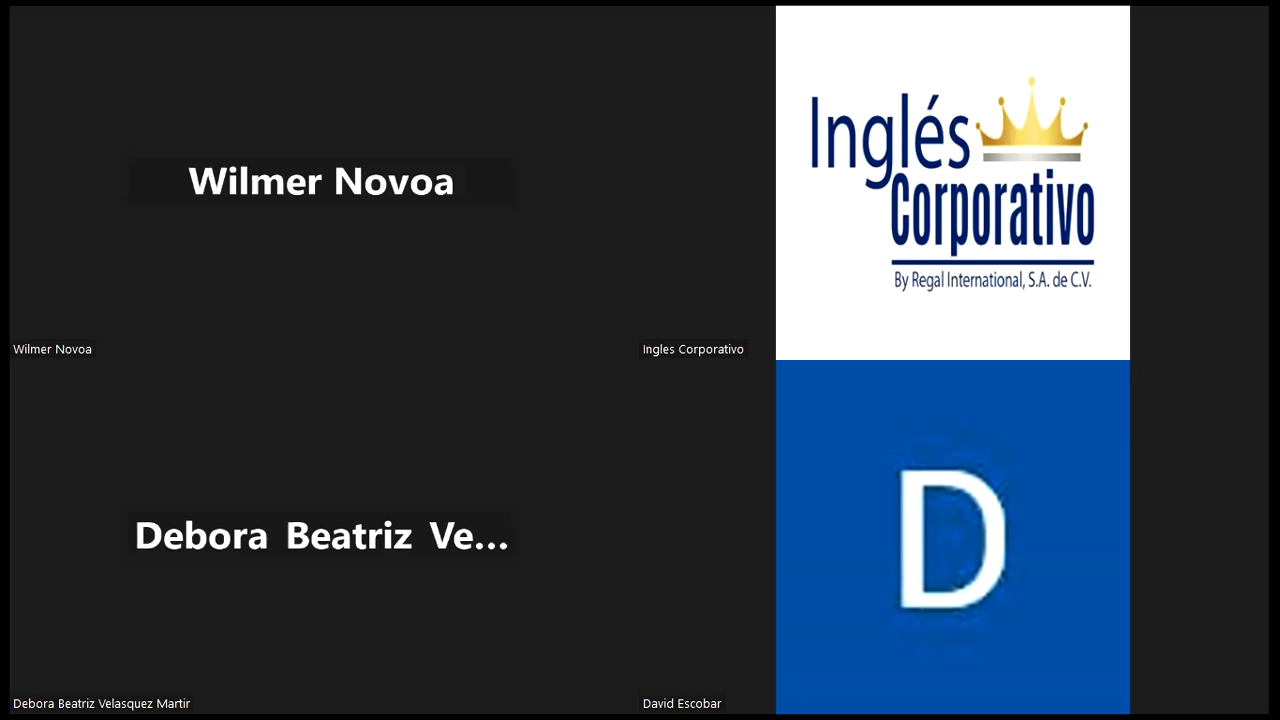 Wilmer Novoa
Wilmer Novoa
Inglés
Corporativo
By Regal International, S.A. de C.V.
Ingles Corporativo
Debora Beatriz Ve...
Debora Beatriz Velasquez Martir
D
David Escobar